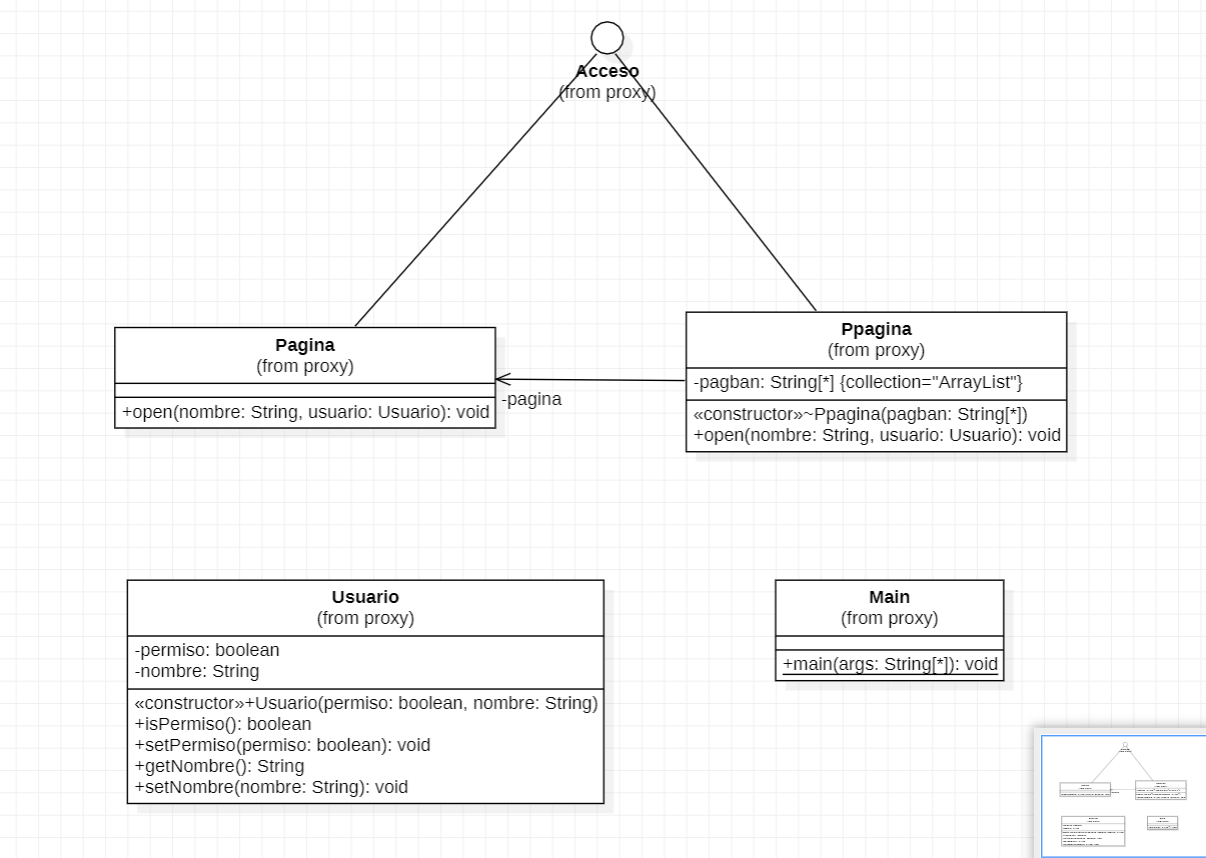 Acceso
(from proxy)
Pagina
(from proxy)
+open(nombre: String, usuario: Usuario): void
-pagina
Ppagina
(from proxy)
-pagban: String[*] {collection="ArrayList"}
«constructor»~Ppagina(pagban: String[*])
+open(nombre: String, usuario: Usuario): void
Usuario
(from proxy)
-permiso: boolean
-nombre: String
«constructor»+Usuario(permiso: boolean, nombre: String)
+isPermiso(): boolean
+setPermiso(permiso: boolean): void
+getNombre(): String
+setNombre(nombre: String): void
Main
(from proxy)
+main(args: String[*]): void